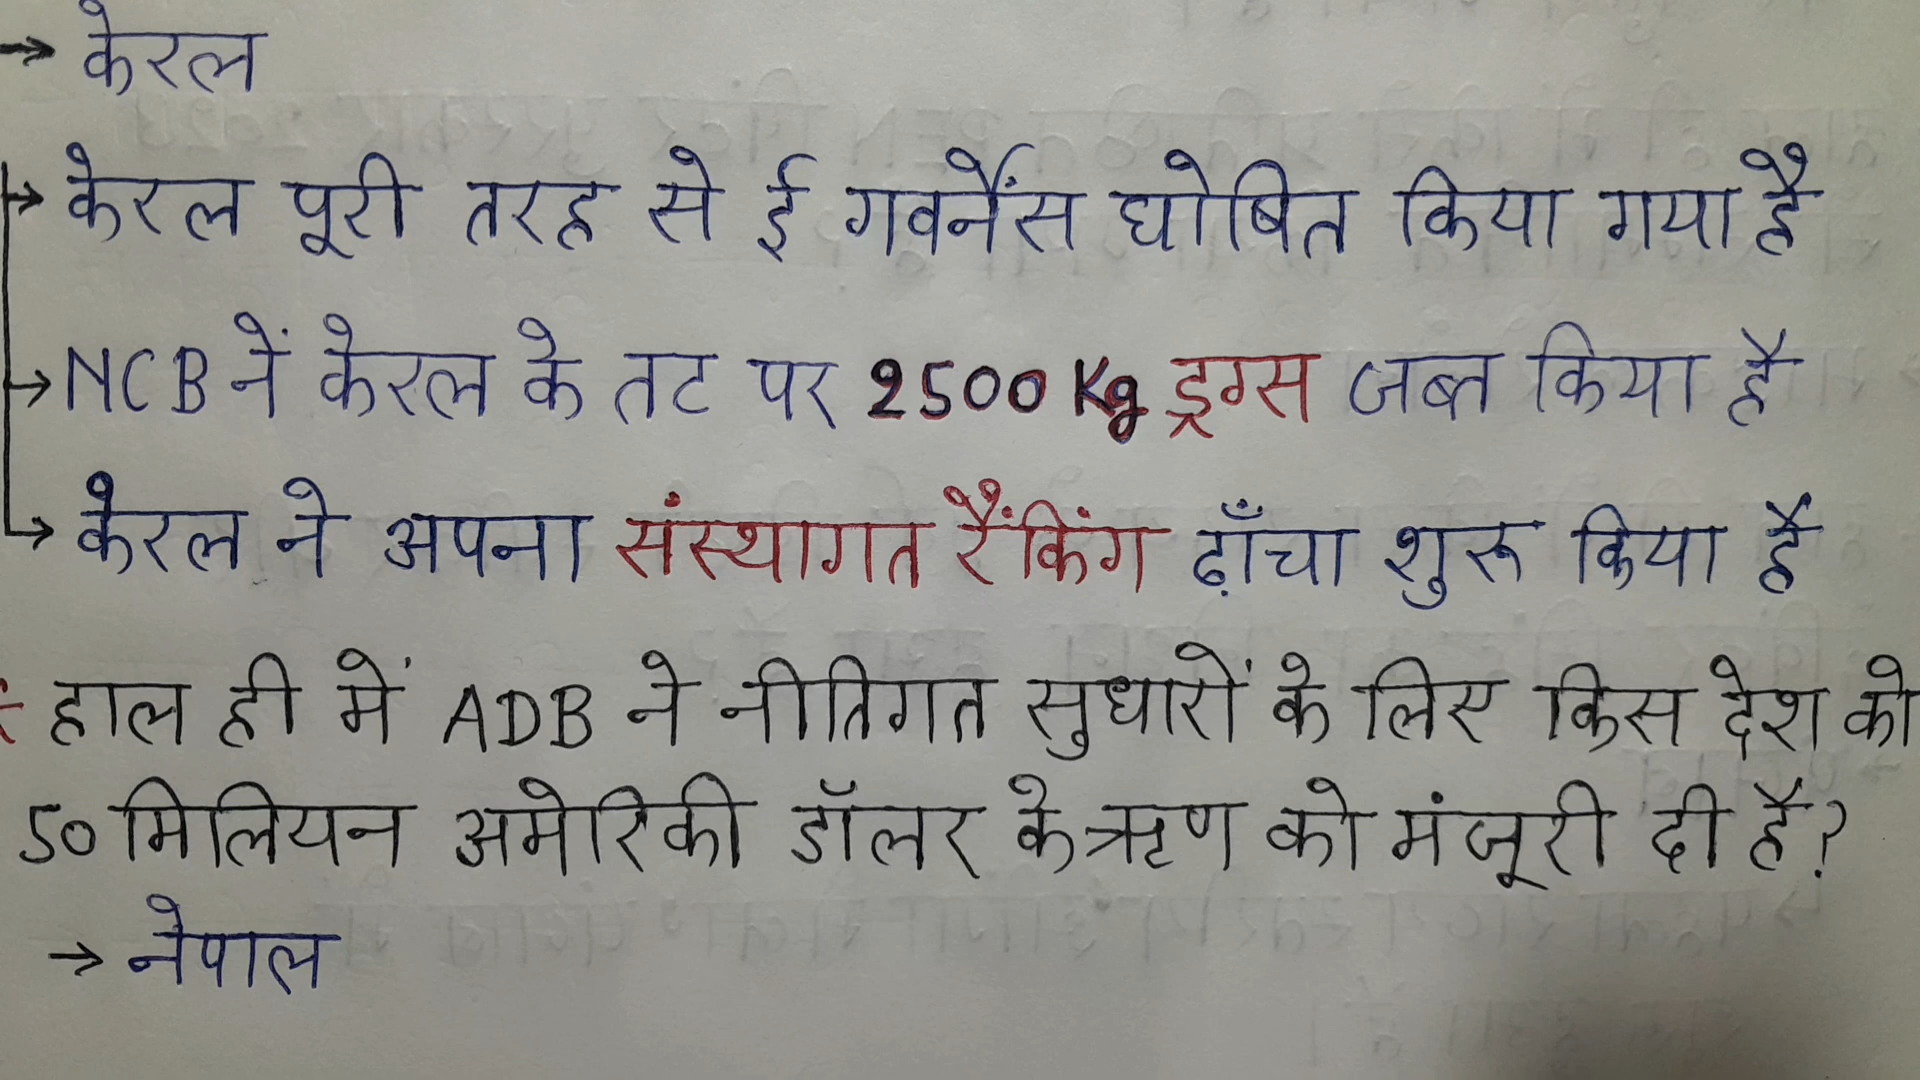 → केरल
→ केरल पूरी तरह से ई गवर्नेंस घोषित किया गया है
→ NCB नें केरल के तट पर 2500 Kg ड्रग्स जब्त किया है
→ केरल ने अपना संस्थागत रैंकिंग ढ़ाँचा शुरू किया है
हाल ही में ADB ने नीतिगत सुधारों के लिए किस देश को
50 मिलियन अमेरिकी डॉलर के ऋण को मंजूरी दी है?
→ नेपाल